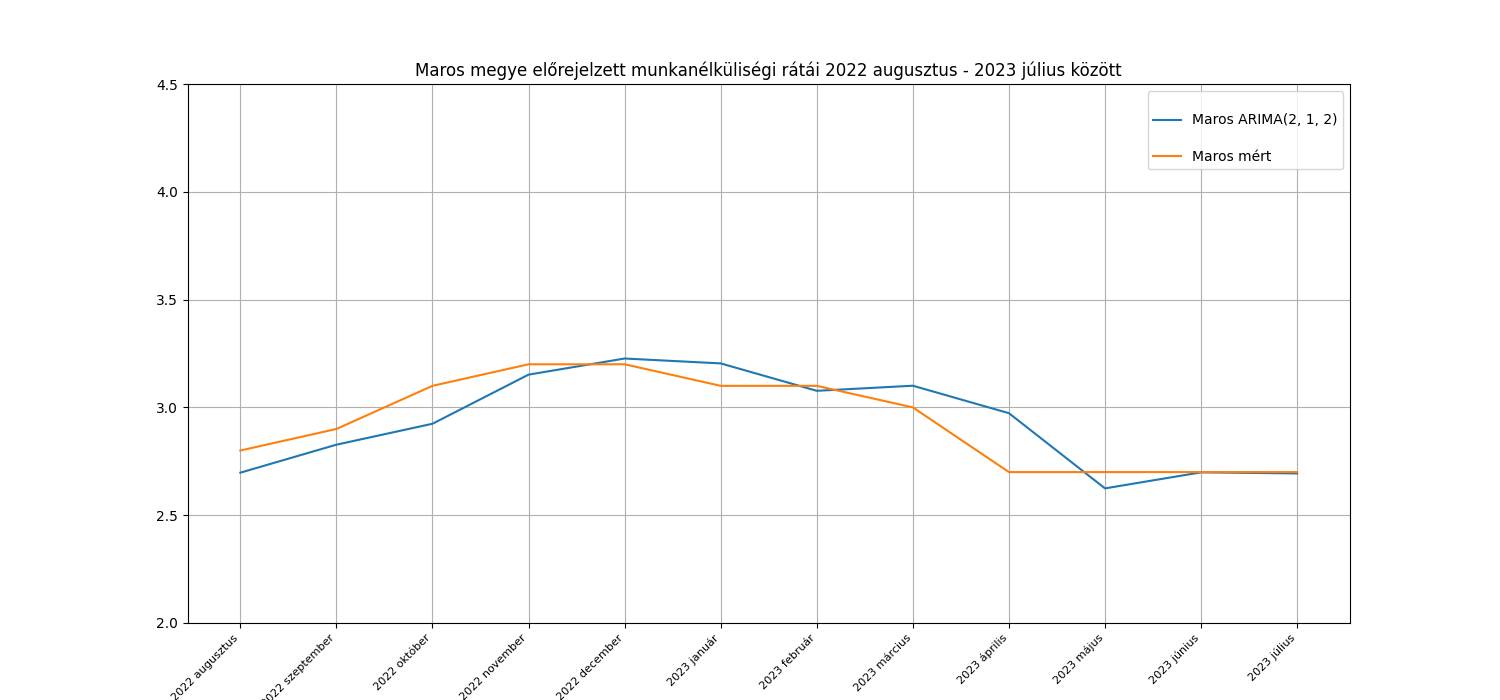 Maros megye előrejelzett munkanélküliségi rátái 2022 augusztus - 2023 július között
Maros ARIMA(2, 1, 2)
Maros mért
4.5
4.0
3.5
3.0
2.5
2.0
2022 augusztus
2022 szeptember
2022 október
2022 november
2022 december
2023 január
2023 február
2023 március
2023 április
2023 május
2023 június
2023 július